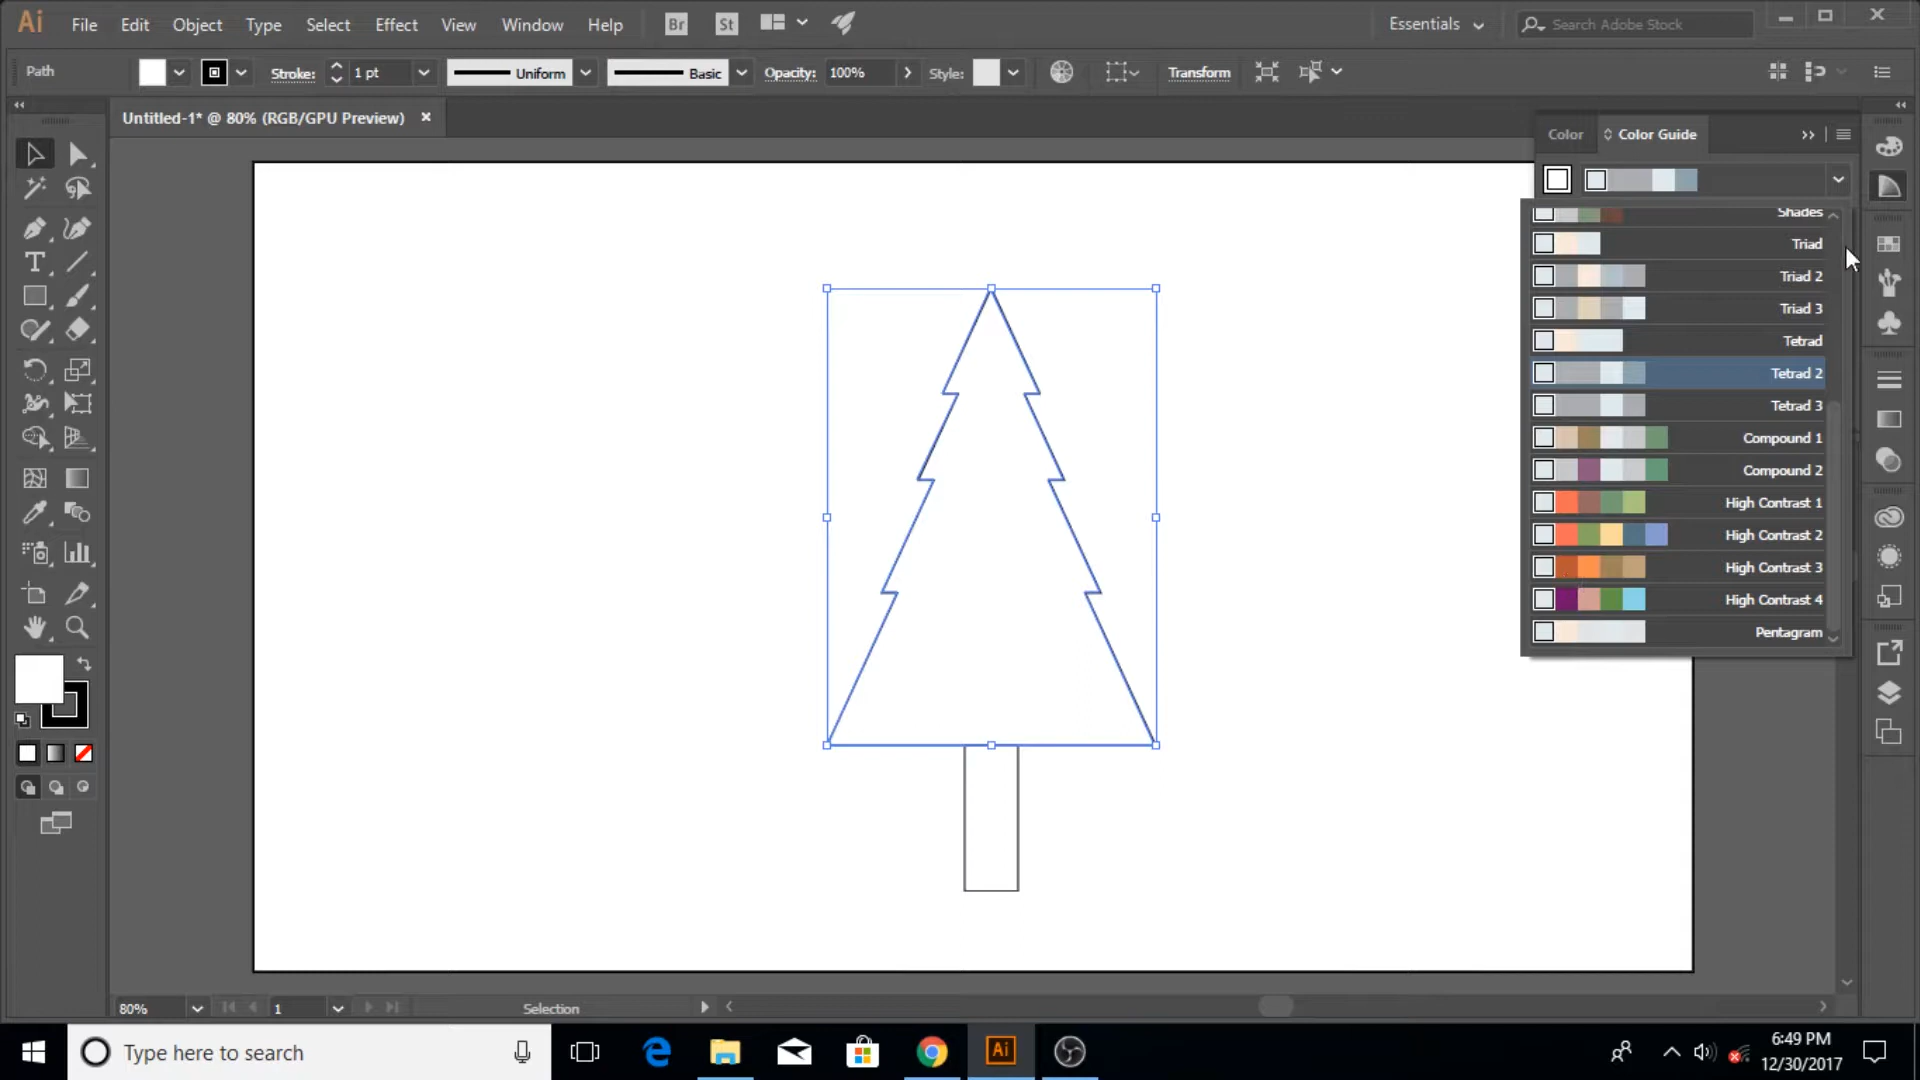 Ai File Edit Object Type Select Effect View Window Help Br St Essentials Search Adobe Stock
Path Stroke: 1 pt Uniform Basic Opacity: 100% Style: Transform
Untitled-1* @ 80% (RGB/GPU Preview)
Color Color Guide
Shades
Triad
Triad 2
Triad 3
Tetrad
Tetrad 2
Tetrad 3
Compound 1
Compound 2
High Contrast 1
High Contrast 2
High Contrast 3
High Contrast 4
Pentagram
80% 1 Selection
Type here to search Ai 6:49 PM
12/30/2017